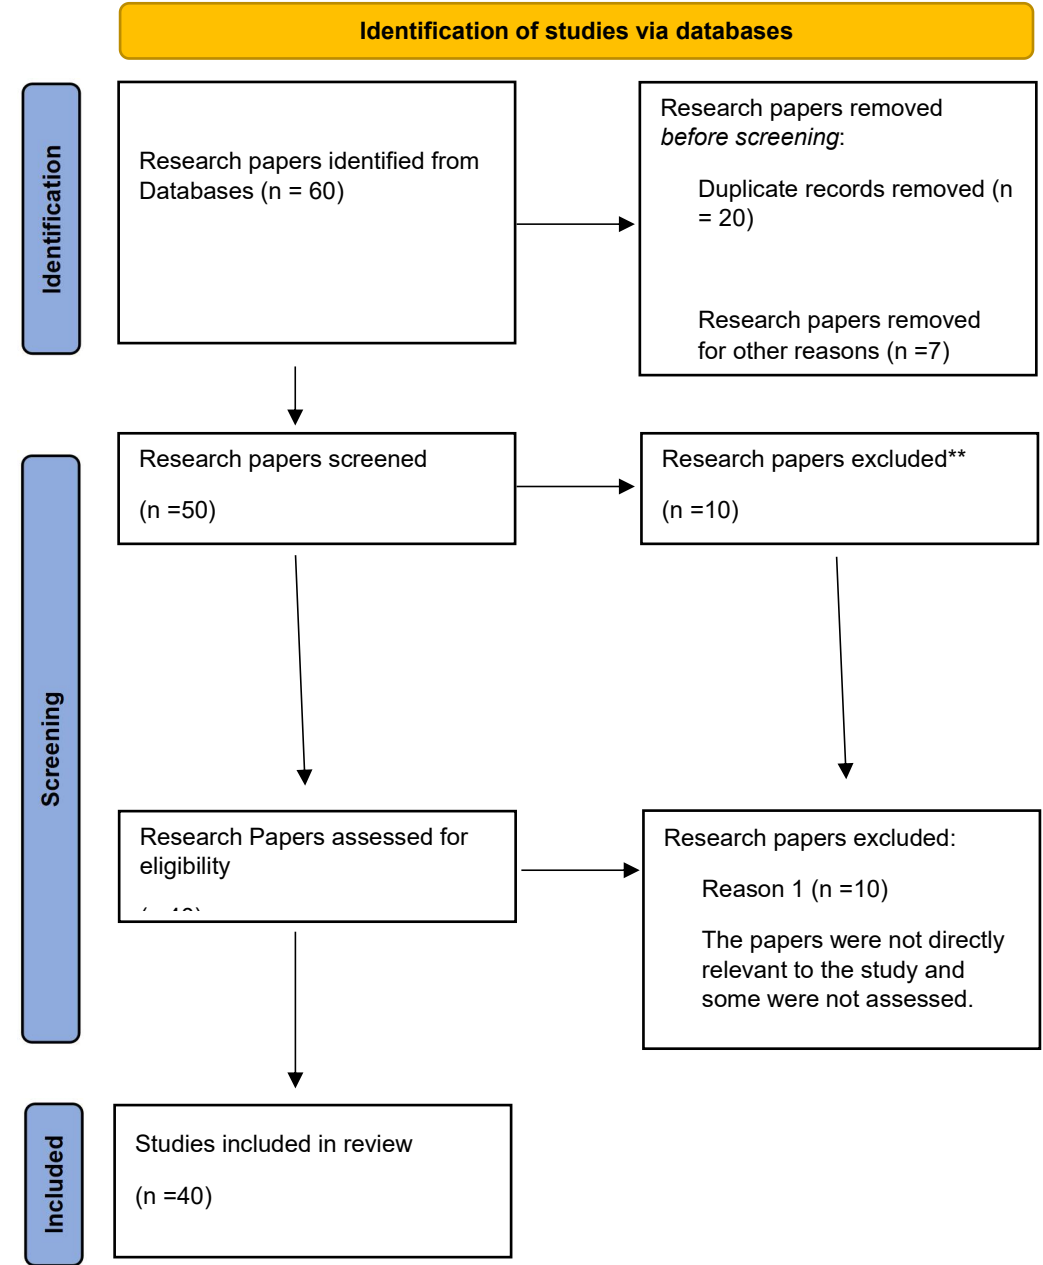 Identification of studies via databases
Identification
Research papers identified from
Databases (n = 60)
Research papers removed
before screening:
Duplicate records removed (n
= 20)
Research papers removed
for other reasons (n =7)
Screening
Research papers screened
(n =50)
Research papers excluded**
(n =10)
Research Papers assessed for
eligibility
Research papers excluded:
Reason 1 (n =10)
The papers were not directly
relevant to the study and
some were not assessed.
Included
Studies included in review
(n =40)